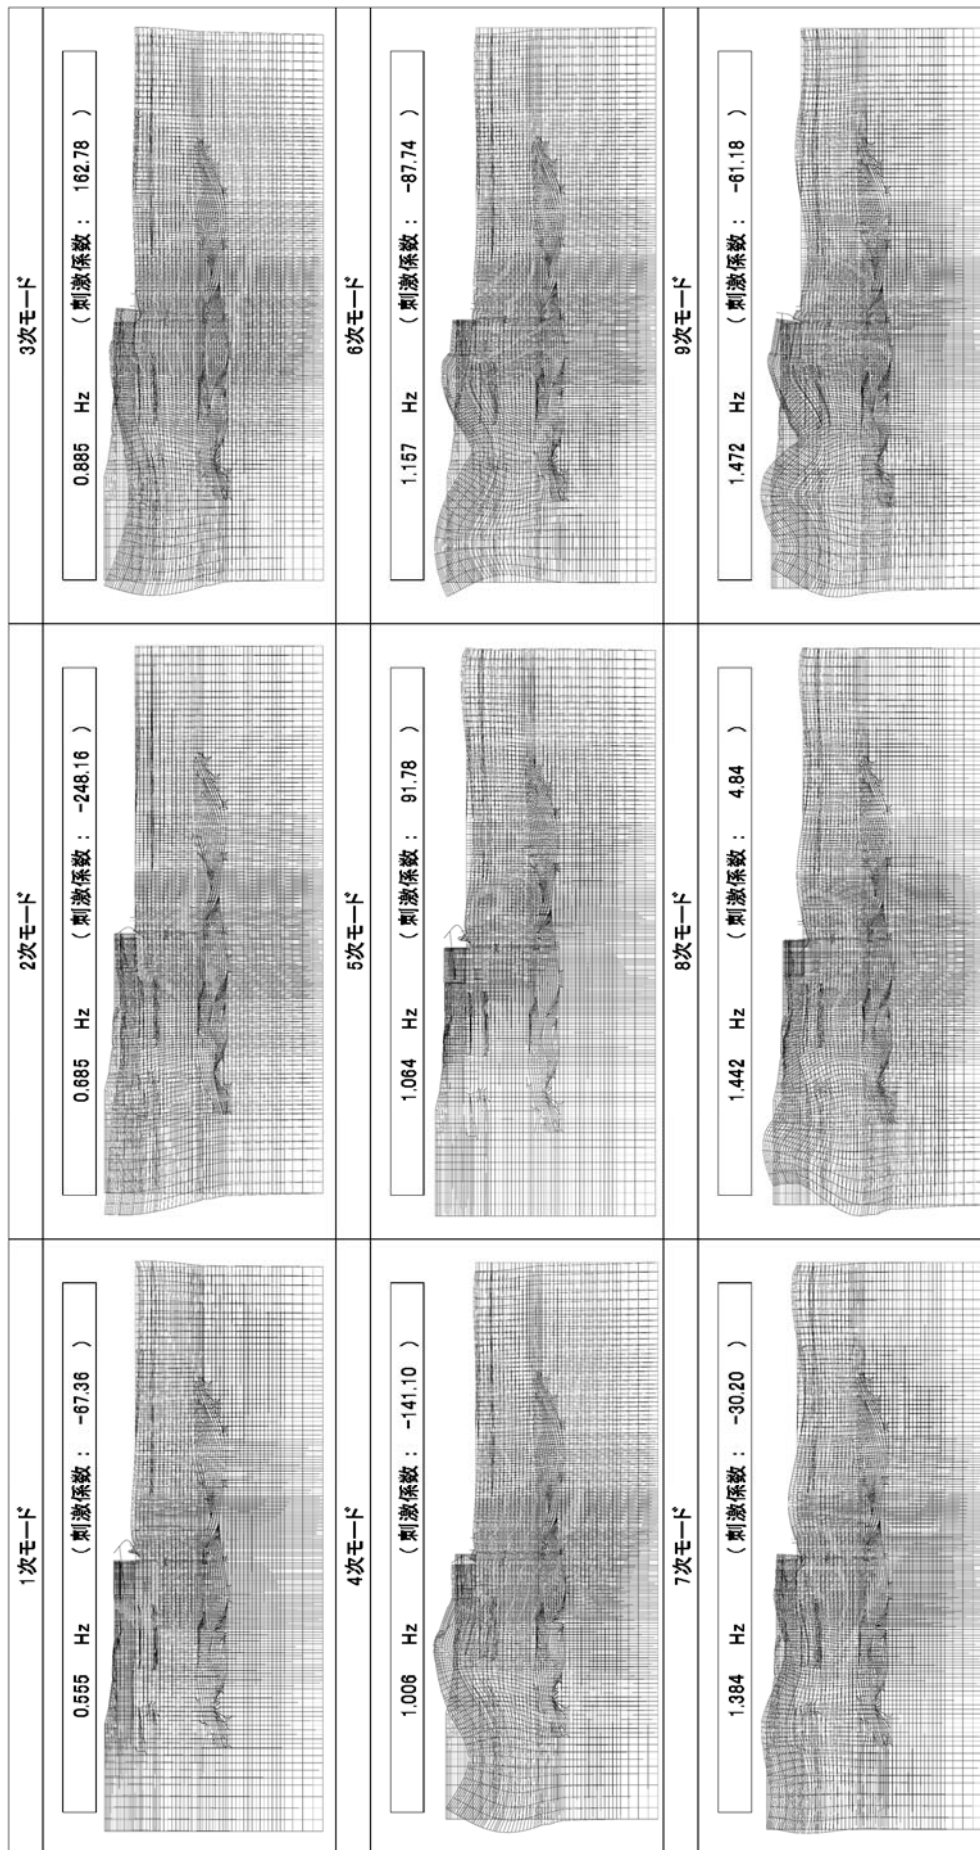 1次モード
0.555 Hz (刺激係数： -67.36 )
2次モード
0.685 Hz (刺激係数： -248.16 )
3次モード
0.885 Hz (刺激係数： 162.78 )
4次モード
1.006 Hz (刺激係数： -141.10 )
5次モード
1.064 Hz (刺激係数： 91.78 )
6次モード
1.157 Hz (刺激係数： -87.74 )
7次モード
1.384 Hz (刺激係数： -30.20 )
8次モード
1.442 Hz (刺激係数： 4.84 )
9次モード
1.472 Hz (刺激係数： -61.18 )